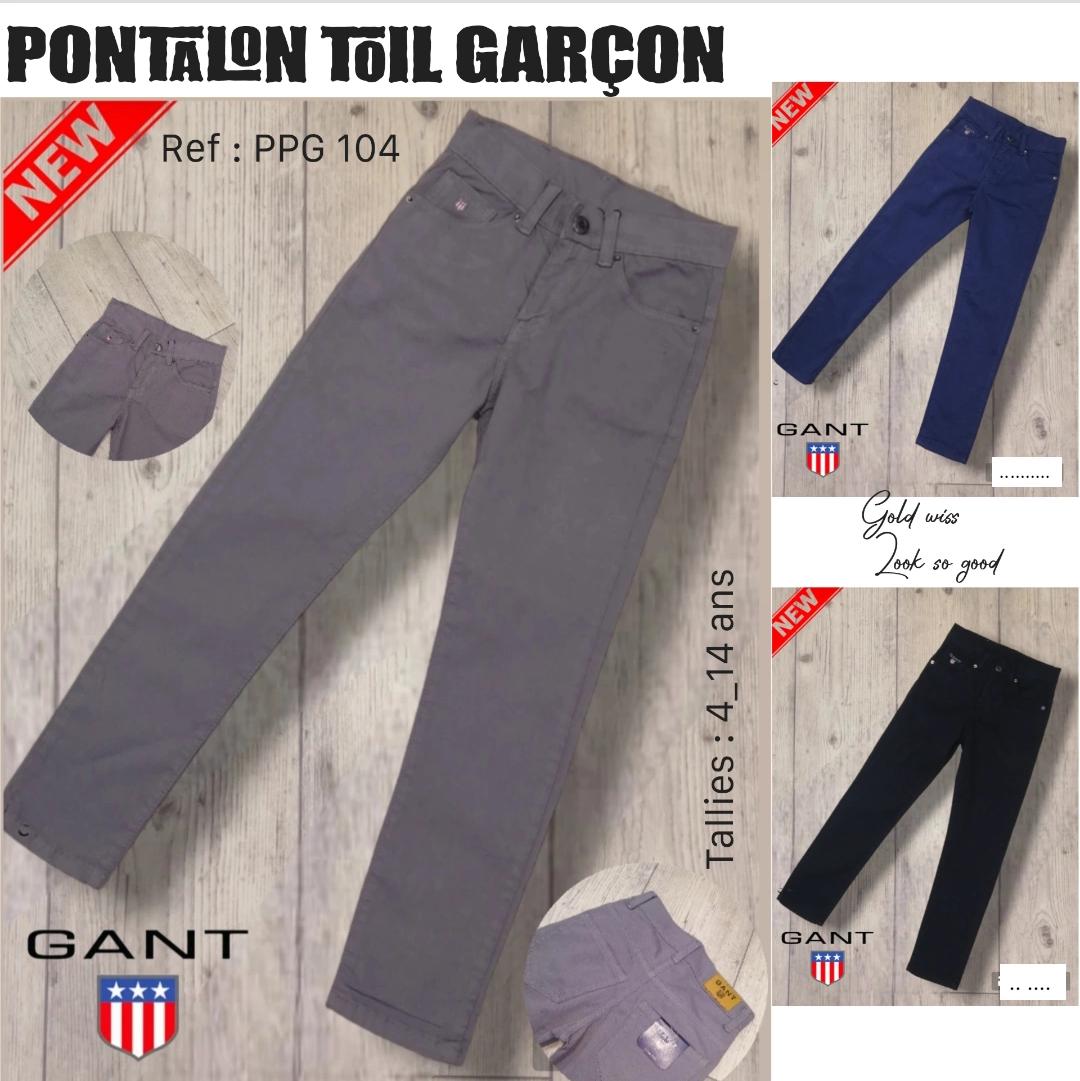 PONTALON TOIL GARÇON
NEW
Ref : PPG 104
Tallies : 4_14 ans
GANT
GANT
NEW
GANT
..........
Gold wiss
Look so good
NEW
GANT
.. ....